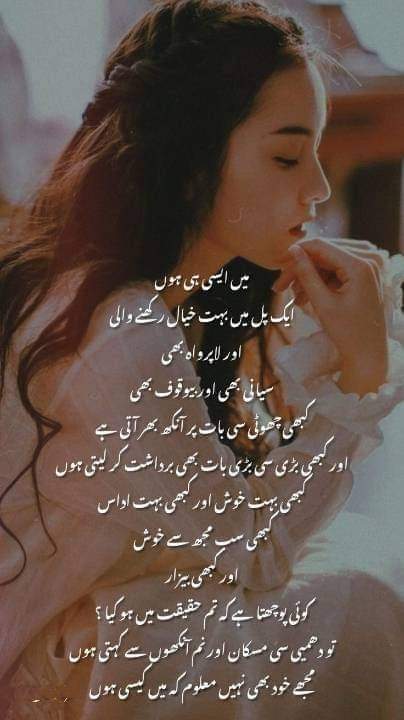 میں ایسی ہی ہوں
ایک پل میں بہت خیال رکھنے والی
اور لاپرواہ بھی
سیانی بھی اور بیوقوف بھی
کبھی چھوٹی سی بات پر آنکھ بھر آتی ہے
اور کبھی بڑی سی بڑی بات بھی برداشت کر لیتی ہوں
کبھی بہت خوش اور کبھی بہت اداس
کبھی سب مجھ سے خوش
اور کبھی بیزار
کوئی پوچھتا ہے کہ تم حقیقت میں ہو کیا ؟
تو دھمیی سی مسکان اور نم آنکھوں سے کہتی ہوں
مجھے خود بھی نہیں معلوم کہ میں کیسی ہوں